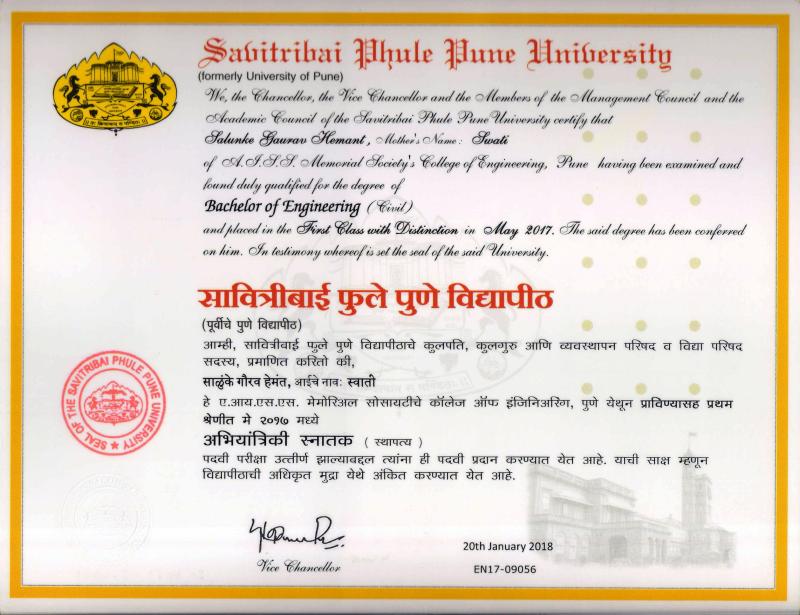 Savitribai Phule Pune University
(formerly University of Pune)
We, the Chancellor, the Vice Chancellor and the Members of the Management Council and the
Academic Council of the Savitribai Phule Pune University certify that
Salunke Gaurav Hemant, Mother's Name : Swati
of A.I.S.S. Memorial Society's College of Engineering, Pune having been examined and
found duly qualified for the degree of
Bachelor of Engineering (Civil)
and placed in the First Class with Distinction in May 2017. The said degree has been conferred
on him. In testimony whereof is set the seal of the said University.
सावित्रीबाई फुले पुणे विद्यापीठ
(पूर्वीचे पुणे विद्यापीठ)
आम्ही, सावित्रीबाई फुले पुणे विद्यापीठाचे कुलपति, कुलगुरु आणि व्यवस्थापन परिषद व विद्या परिषद
सदस्य, प्रमाणित करितो की,
साळुंके गौरव हेमंत, आईचे नाव: स्वाती
हे ए.आय.एस.एस. मेमोरिअल सोसायटीचे कॉलेज ऑफ इंजिनिअरिंग, पुणे येथून प्राविण्यासह प्रथम
श्रेणीत मे २०१७ मध्ये
अभियांत्रिकी स्नातक ( स्थापत्य )
पदवी परीक्षा उत्तीर्ण झाल्याबद्दल त्यांना ही पदवी प्रदान करण्यात येत आहे. याची साक्ष म्हणून
विद्यापीठाची अधिकृत मुद्रा येथे अंकित करण्यात येत आहे.
SEAL OF THE SAVITRIBAI PHULE PUNE UNIVERSITY
Vice Chancellor
20th January 2018
EN17-09056